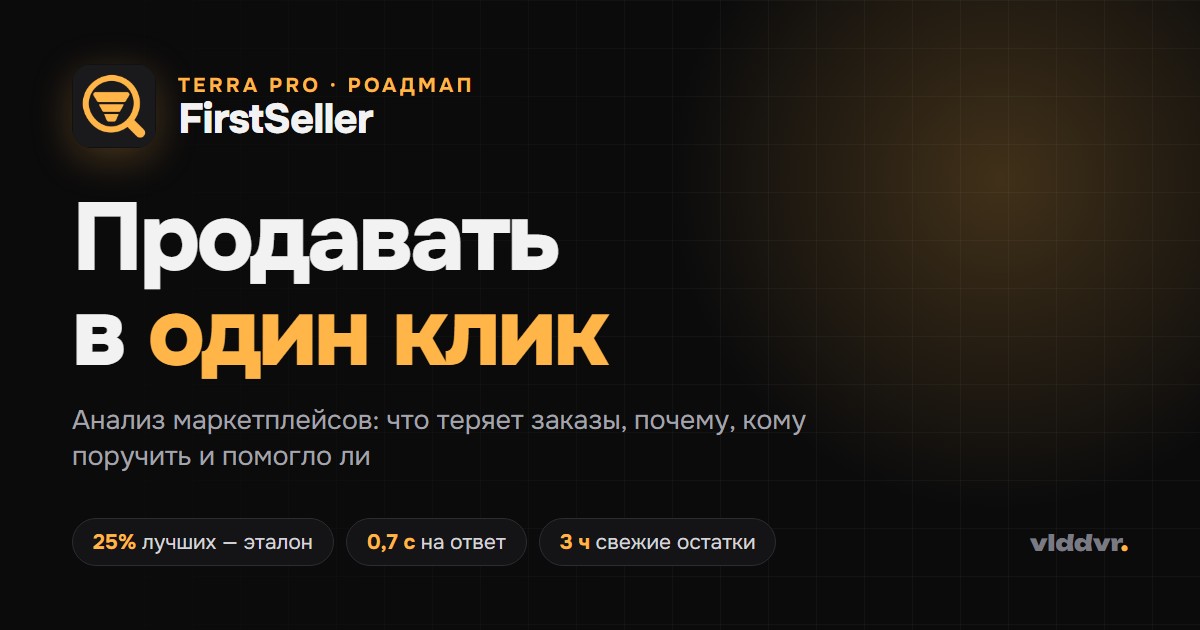 TERRA PRO · РОАДМАП
FirstSeller
Продавать
в один клик
Анализ маркетплейсов: что теряет заказы, почему, кому
поручить и помогло ли
25% лучших — эталон
0,7 с на ответ
3 ч свежие остатки
vlddvr.